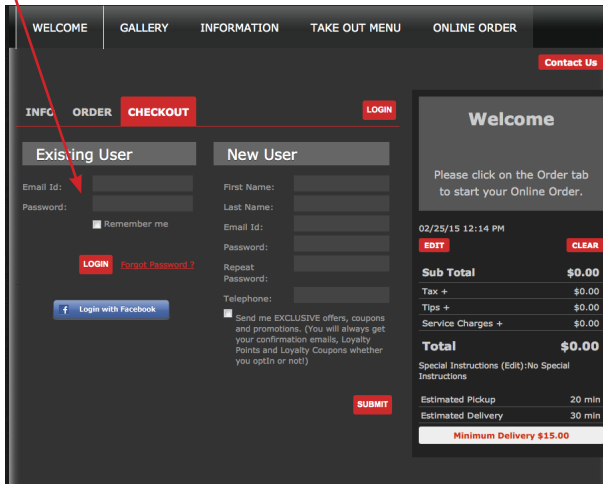 WELCOME GALLERY INFORMATION TAKE OUT MENU ONLINE ORDER
Contact Us
INFO ORDER CHECKOUT LOGIN
Existing User
Email Id:
Password:
Remember me
LOGIN Forgot Password ?
f Login with Facebook
New User
First Name:
Last Name:
Email Id:
Password:
Repeat
Password:
Telephone:
Send me EXCLUSIVE offers, coupons
and promotions. (You will always get
your confirmation emails, Loyalty
Points and Loyalty Coupons whether
you optIn or not!)
SUBMIT
Welcome
Please click on the Order tab
to start your Online Order.
02/25/15 12:14 PM
EDIT CLEAR
Sub Total $0.00
Tax + $0.00
Tips + $0.00
Service Charges + $0.00
Total $0.00
Special Instructions (Edit):No Special
Instructions
Estimated Pickup 20 min
Estimated Delivery 30 min
Minimum Delivery $15.00